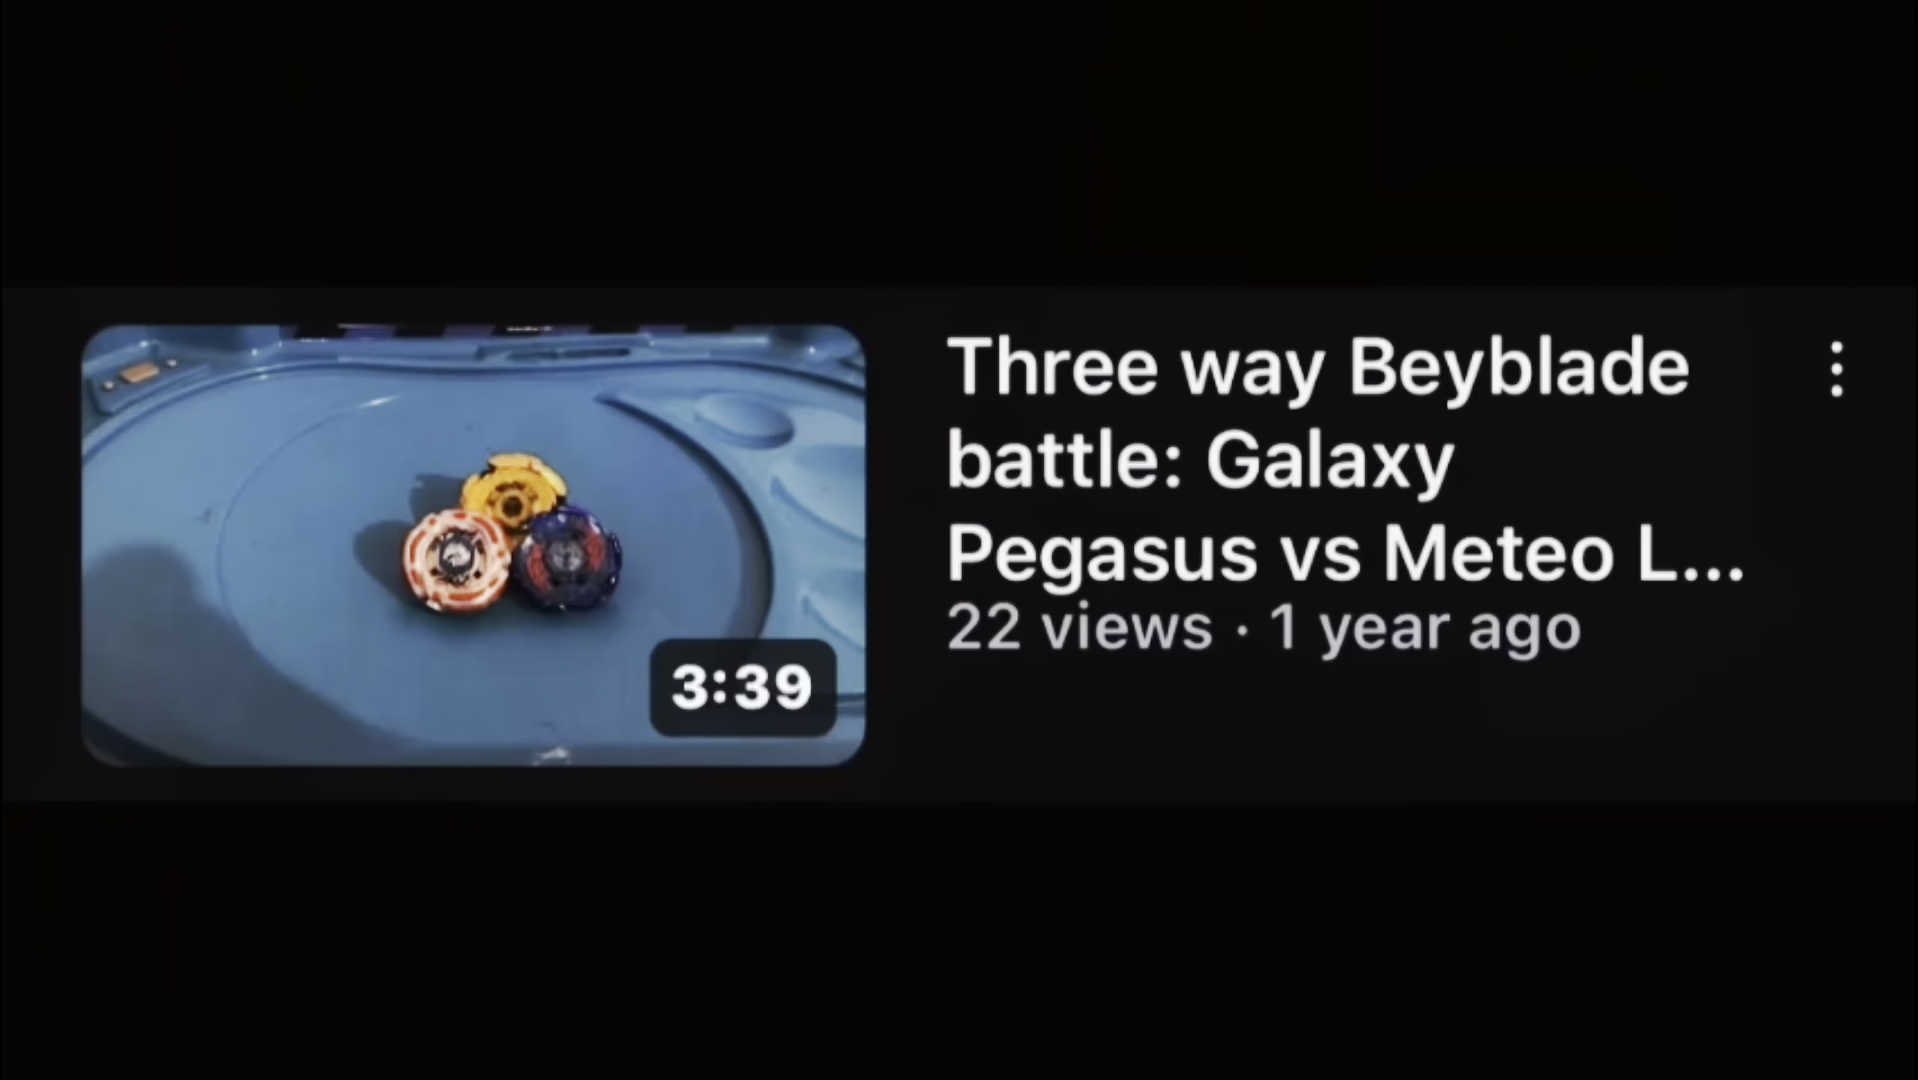 Three way Beyblade
battle: Galaxy
Pegasus vs Meteo L...
22 views · 1 year ago
3:39